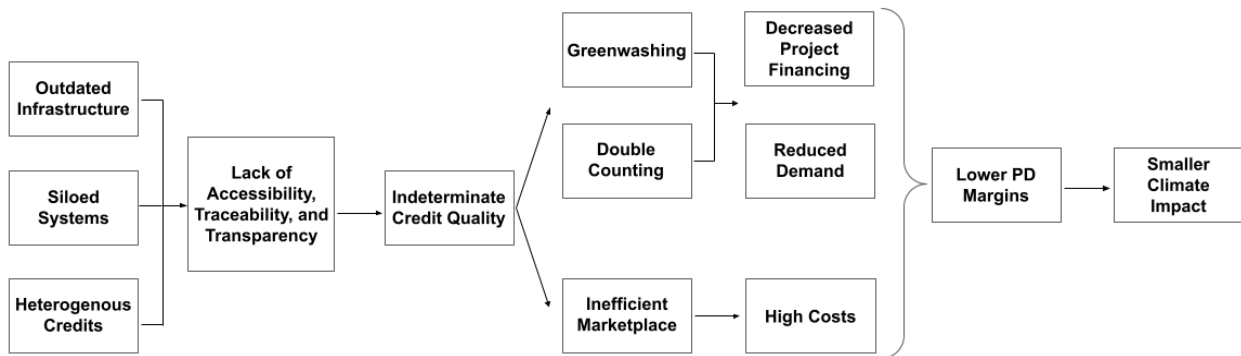 Outdated
Infrastructure
Siloed
Systems
Heterogenous
Credits
Lack of
Accessibility,
Traceability, and
Transparency
Indeterminate
Credit Quality
Greenwashing
Double
Counting
Inefficient
Marketplace
Decreased
Project
Financing
Reduced
Demand
High Costs
Lower PD
Margins
Smaller
Climate
Impact